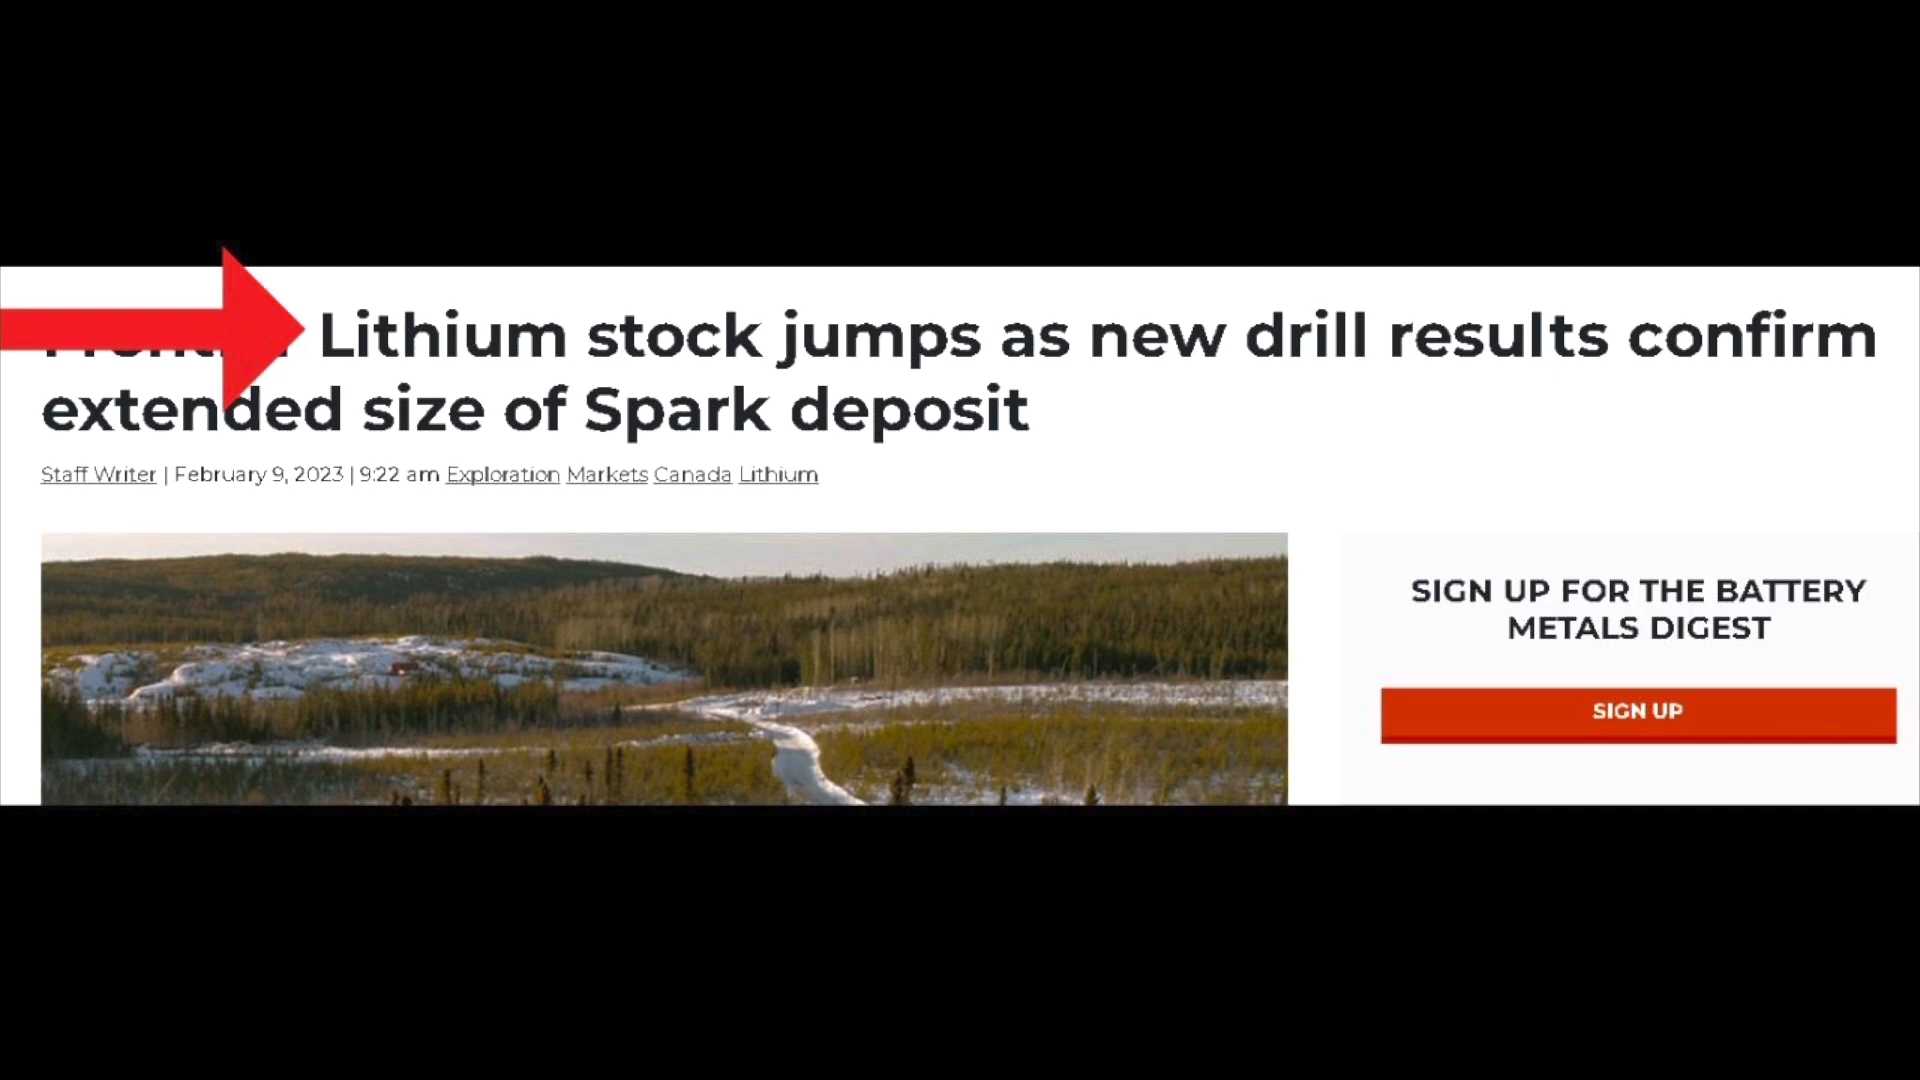 Lithium stock jumps as new drill results confirm
extended size of Spark deposit
Staff Writer | February 9, 2023 | 9:22 am Exploration Markets Canada Lithium
SIGN UP FOR THE BATTERY
METALS DIGEST
SIGN UP